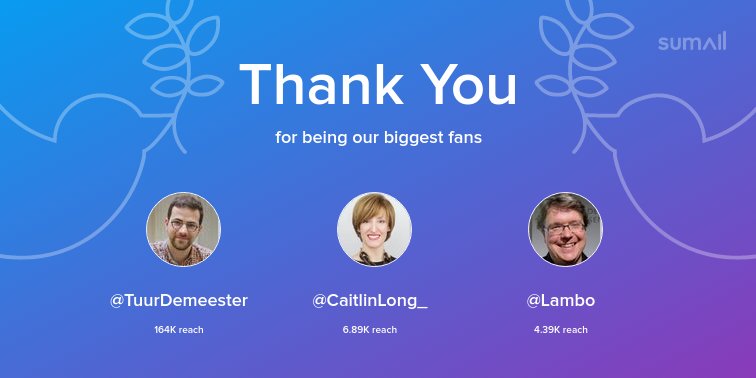 sumall
Thank You
for being our biggest fans
@TuurDemeester
@CaitlinLong_
@Lambo
164K reach
6.89K reach
4.39K reach